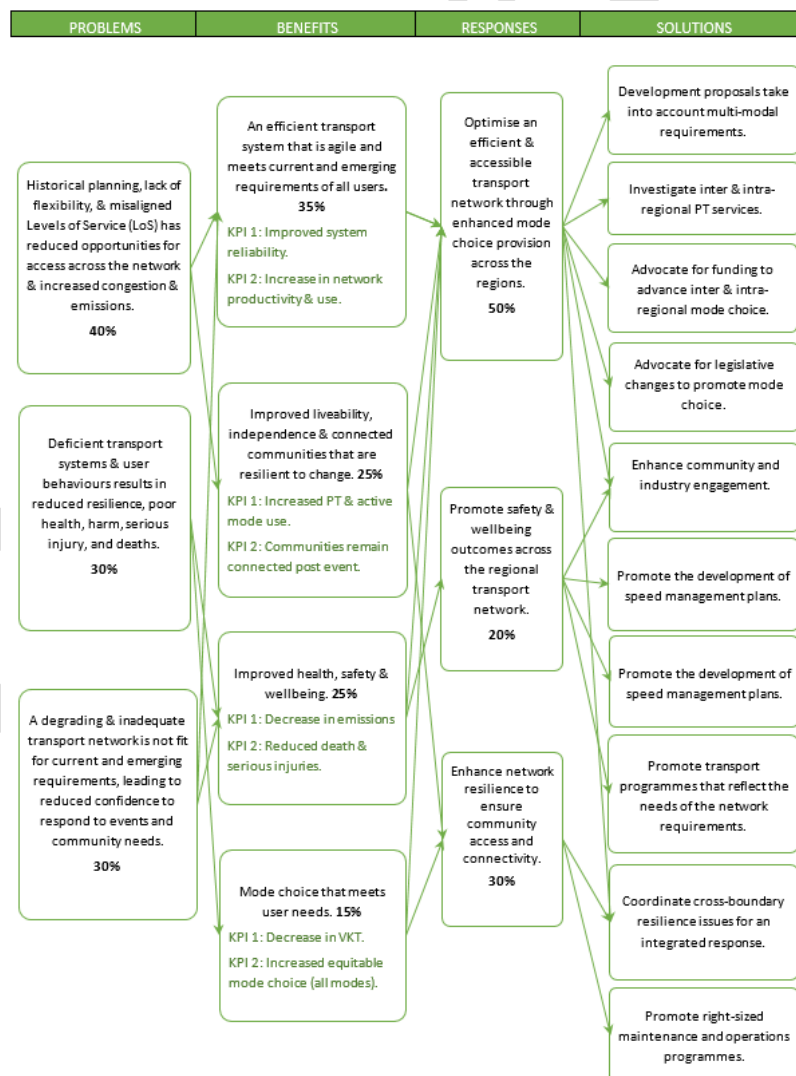 PROBLEMS
BENEFITS
RESPONSES
SOLUTIONS
Historical planning, lack of
flexibility, & misaligned
Levels of Service (LoS) has
reduced opportunities for
access across the network
& increased congestion &
emissions.
40%
Deficient transport
systems & user
behaviours results in
reduced resilience, poor
health, harm, serious
injury, and deaths.
30%
A degrading & inadequate
transport network is not fit
for current and emerging
requirements, leading to
reduced confidence to
respond to events and
community needs.
30%
An efficient transport
system that is agile and
meets current and emerging
requirements of all users.
35%
KPI 1: Improved system
reliability.
KPI 2: Increase in network
productivity & use.
Improved liveability,
independence & connected
communities that are
resilient to change. 25%
KPI 1: Increased PT & active
mode use.
KPI 2: Communities remain
connected post event.
Improved health, safety &
wellbeing. 25%
KPI 1: Decrease in emissions
KPI 2: Reduced death &
serious injuries.
Mode choice that meets
user needs. 15%
KPI 1: Decrease in VKT.
KPI 2: Increased equitable
mode choice (all modes).
Optimise an
efficient &
accessible
transport
network through
enhanced mode
choice provision
across the
regions.
50%
Promote safety &
wellbeing
outcomes across
the regional
transport
network.
20%
Enhance network
resilience to
ensure
community
access and
connectivity.
30%
Development proposals take
into account multi-modal
requirements.
Investigate inter & intra-
regional PT services.
Advocate for funding to
advance inter & intra-
regional mode choice.
Advocate for legislative
changes to promote mode
choice.
Enhance community and
industry engagement.
Promote the development of
speed management plans.
Promote the development of
speed management plans.
Promote transport
programmes that reflect the
needs of the network
requirements.
Coordinate cross-boundary
resilience issues for an
integrated response.
Promote right-sized
maintenance and operations
programmes.